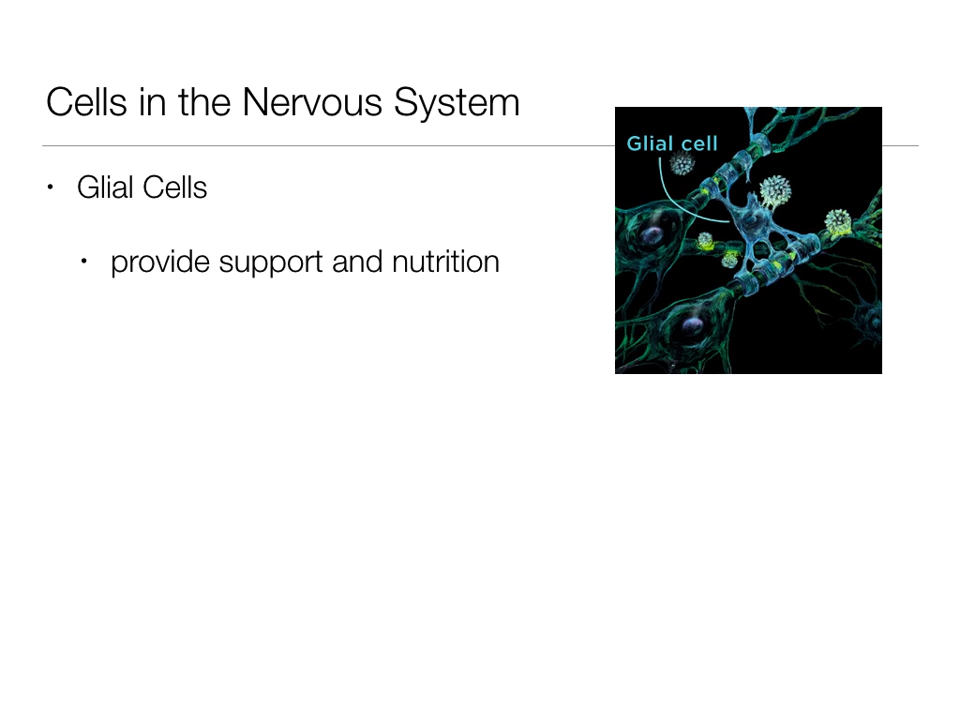 Cells in the Nervous System
Glial cell
• Glial Cells
• provide support and nutrition